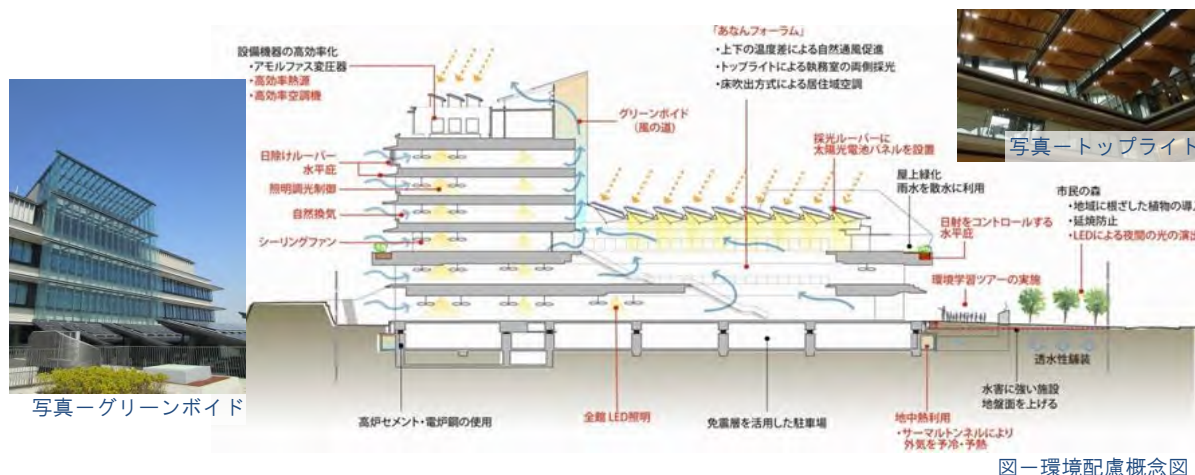 設備機器の高効率化
・アモルファス変圧器
・高効率熱源
・高効率空調機
日除けルーバー
水平庇
照明調光制御
自然換気
シーリングファン
グリーンボイド
(風の道)
「あなんフォーラム」
・上下の温度差による自然通風促進
・トップライトによる執務室の両側採光
・床吹出方式による居住域空調
採光ルーバーに
太陽光電池パネルを設置
写真ートップライト
屋上緑化
雨水を散水に利用
日射をコントロールする
水平庇
市民の森
・地域に根ざした植物の導入
・延焼防止
・LEDによる夜間の光の演出
環境学習ツアーの実施
透水性舗装
水害に強い施設
地盤面を上げる
写真ーグリーンボイド
高炉セメント・電炉鋼の使用
全館LED照明
免震層を活用した駐車場
地中熱利用
・サーマルトンネルにより
外気を予冷・予熱
図ー環境配慮概念図